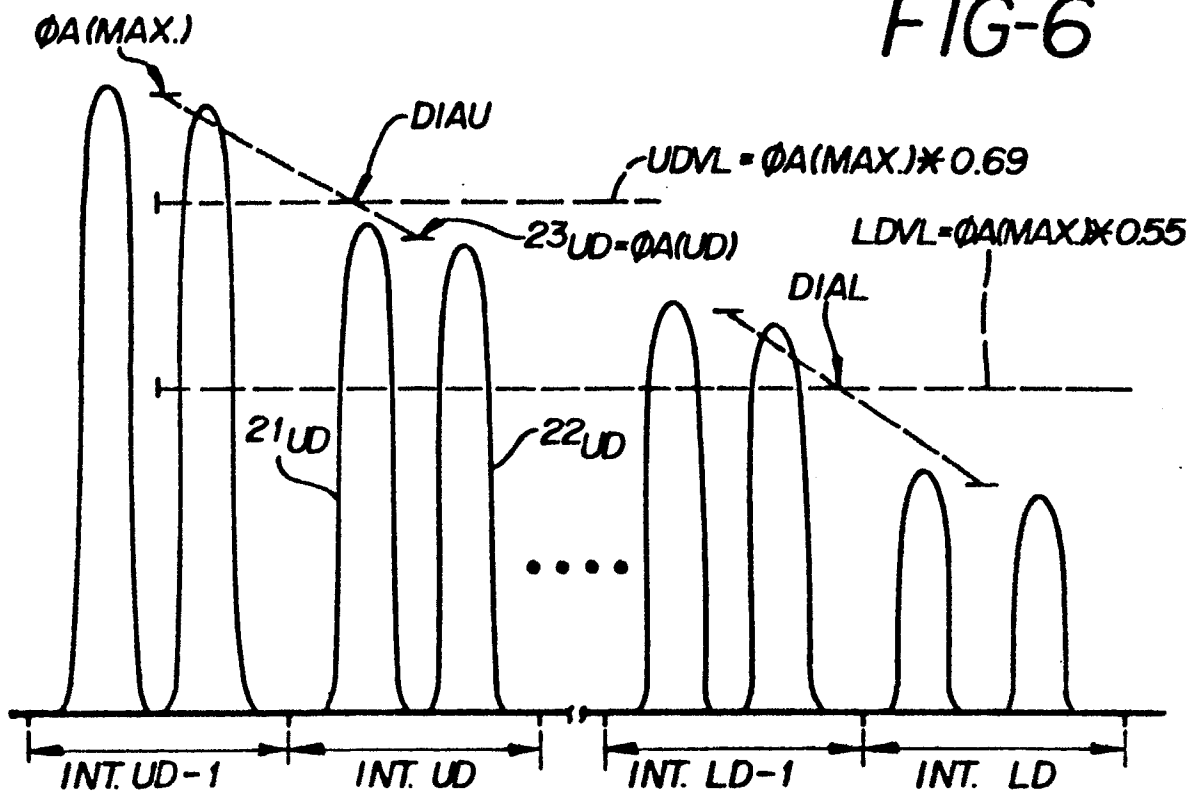 FIG-6
ØA(MAX.)
DIAU
UDVL=ØA(MAX.)*0.69
23UD=ØA(UD)
LDVL=ØA(MAX.)*0.55
DIAL
21UD
22UD
INT. UD-1
INT. UD
INT. LD-1
INT. LD